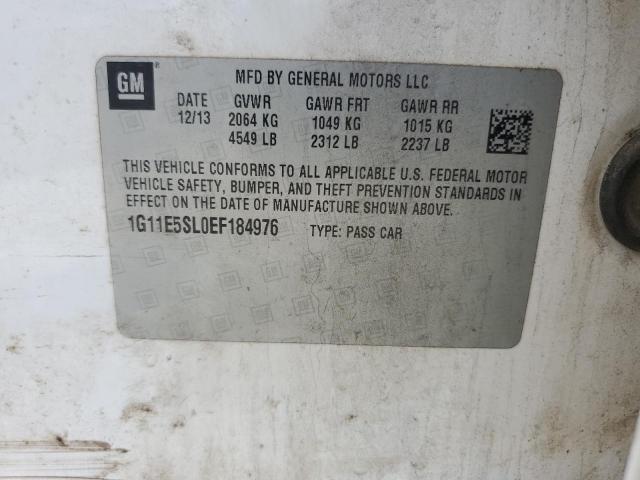 GM
®
MFD BY GENERAL MOTORS LLC
DATE GVWR GAWR FRT GAWR RR
12/13 2064 KG 1049 KG 1015 KG
4549 LB 2312 LB 2237 LB
THIS VEHICLE CONFORMS TO ALL APPLICABLE U.S. FEDERAL MOTOR
VEHICLE SAFETY, BUMPER, AND THEFT PREVENTION STANDARDS IN
EFFECT ON THE DATE OF MANUFACTURE SHOWN ABOVE.
1G11E5SL0EF184976 TYPE: PASS CAR